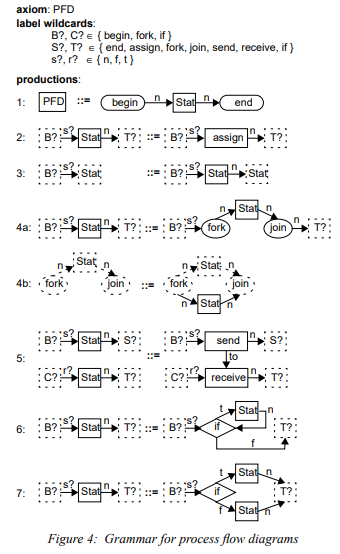 axiom: PFD
label wildcards:
B?, C? ∈ { begin, fork, if }
S?, T? ∈ { end, assign, fork, join, send, receive, if }
s?, r? ∈ { n, f, t }
productions:
1: PFD ::= begin n Stat n end
2: B? s? Stat n T? ::= B? s? assign n T?
3: B? s? Stat ::= B? s? Stat n Stat
4a: B? s? Stat n T? ::= B? s? fork n Stat n join n T?
4b: fork n Stat n join ::= fork n Stat n join n Stat n
5: B? s? Stat n S? ::= B? s? send n S?
to
C? r? Stat n T? C? r? receive n T?
6: B? s? Stat n T? ::= B? s? if t Stat n f T?
7: B? s? Stat n T? ::= B? s? if t Stat n f Stat n T?
Figure 4: Grammar for process flow diagrams